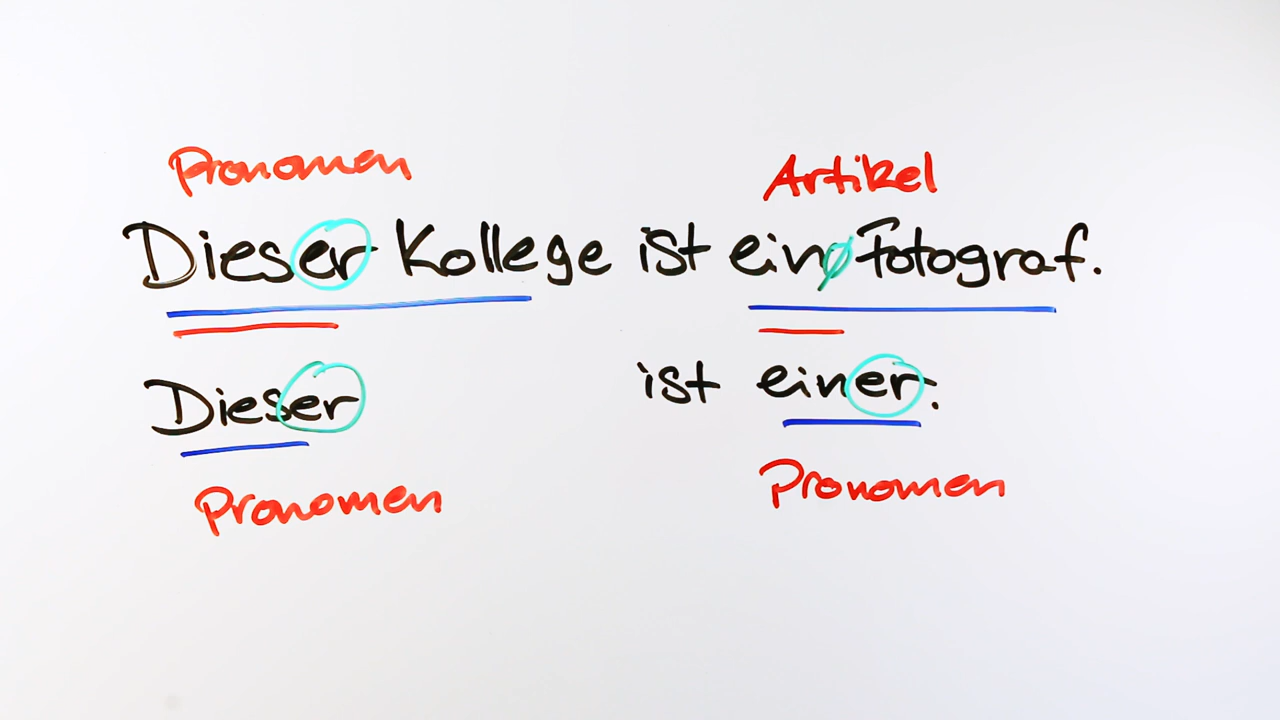 Pronomen Artikel
Dieser Kollege ist ein∅ Fotograf.
Dieser ist einer.
Pronomen Pronomen